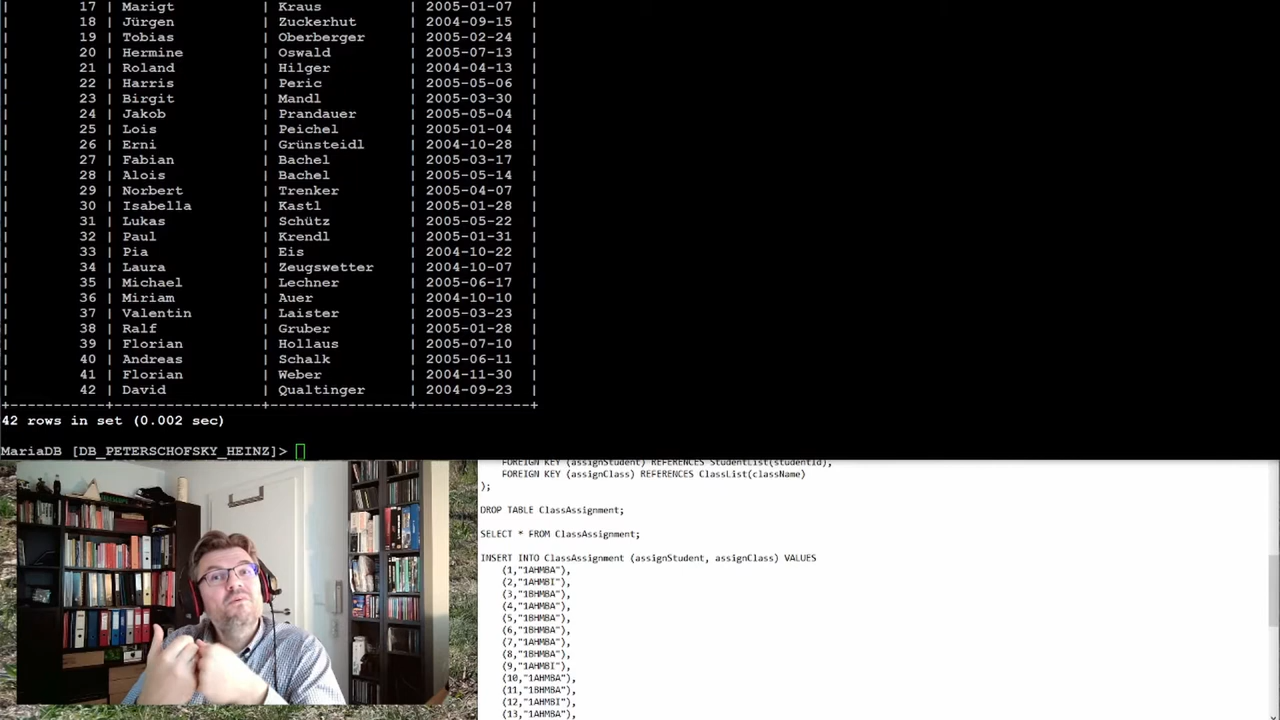 |        17 | Marigt         | Kraus         | 2005-01-07  |
|        18 | Jürgen         | Zuckerhut     | 2004-09-15  |
|        19 | Tobias         | Oberberger    | 2005-02-24  |
|        20 | Hermine        | Oswald        | 2005-07-13  |
|        21 | Roland         | Hilger        | 2004-04-13  |
|        22 | Harris         | Peric         | 2005-05-06  |
|        23 | Birgit         | Mandl         | 2005-03-30  |
|        24 | Jakob          | Prandauer     | 2005-05-04  |
|        25 | Lois           | Peichel       | 2005-01-04  |
|        26 | Erni           | Grünsteidl    | 2004-10-28  |
|        27 | Fabian         | Bachel        | 2005-03-17  |
|        28 | Alois          | Bachel        | 2005-05-14  |
|        29 | Norbert        | Trenker       | 2005-04-07  |
|        30 | Isabella       | Kastl         | 2005-01-28  |
|        31 | Lukas          | Schütz        | 2005-05-22  |
|        32 | Paul           | Krendl        | 2005-01-31  |
|        33 | Pia            | Eis           | 2004-10-22  |
|        34 | Laura          | Zeugswetter   | 2004-10-07  |
|        35 | Michael        | Lechner       | 2005-06-17  |
|        36 | Miriam         | Auer          | 2004-10-10  |
|        37 | Valentin       | Laister       | 2005-03-23  |
|        38 | Ralf           | Gruber        | 2005-01-28  |
|        39 | Florian        | Hollaus       | 2005-07-10  |
|        40 | Andreas        | Schalk        | 2005-06-11  |
|        41 | Florian        | Weber         | 2004-11-30  |
|        42 | David          | Qualtinger    | 2004-09-23  |
+-----------+----------------+---------------+-------------+
42 rows in set (0.002 sec)
MariaDB [DB_PETERSCHOFSKY_HEINZ]>
FOREIGN KEY (assignStudent) REFERENCES StudentList(studentId),
FOREIGN KEY (assignClass) REFERENCES ClassList(className)
);
DROP TABLE ClassAssignment;
SELECT * FROM ClassAssignment;
INSERT INTO ClassAssignment (assignStudent, assignClass) VALUES
(1,"1AHMBA"),
(2,"1AHMBI"),
(3,"1BHMBA"),
(4,"1AHMBA"),
(5,"1BHMBA"),
(6,"1BHMBA"),
(7,"1AHMBA"),
(8,"1BHMBA"),
(9,"1AHMBI"),
(10,"1AHMBA"),
(11,"1BHMBA"),
(12,"1AHMBI"),
(13,"1AHMBA"),